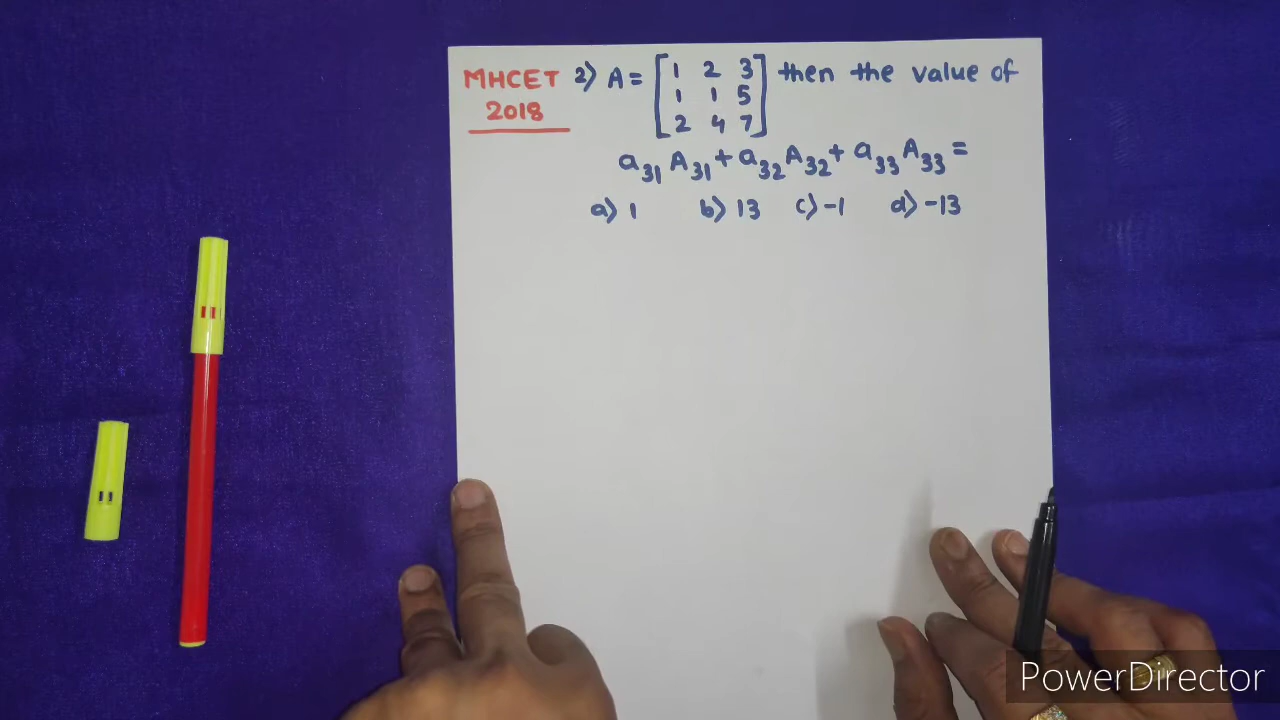 MHCET 2) A = [1 2 3] then the value of
2018 [1 1 5]
[2 4 7]
a31 A31 + a32 A32 + a33 A33 =
a) 1 b) 13 c) -1 d) -13
PowerDirector